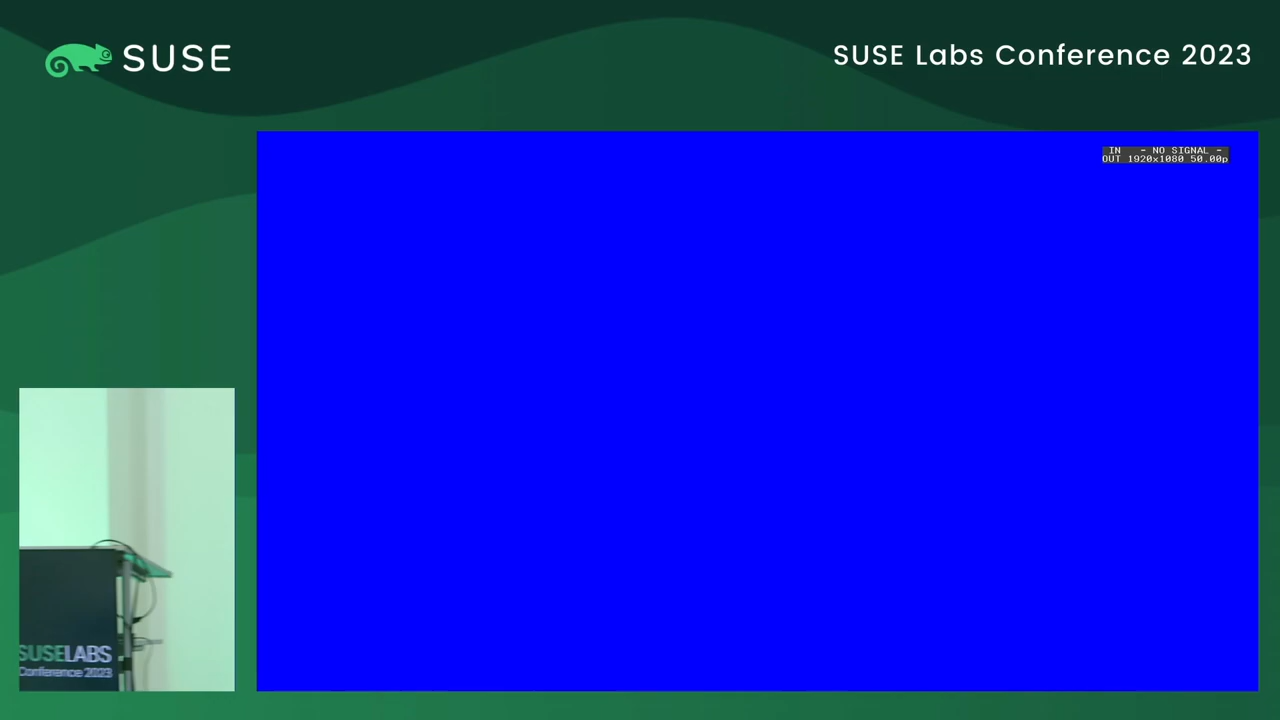 SUSE
SUSE Labs Conference 2023
IN - NO SIGNAL -
OUT 1920x1080 50.00p
SUSELABS
Conference 2023